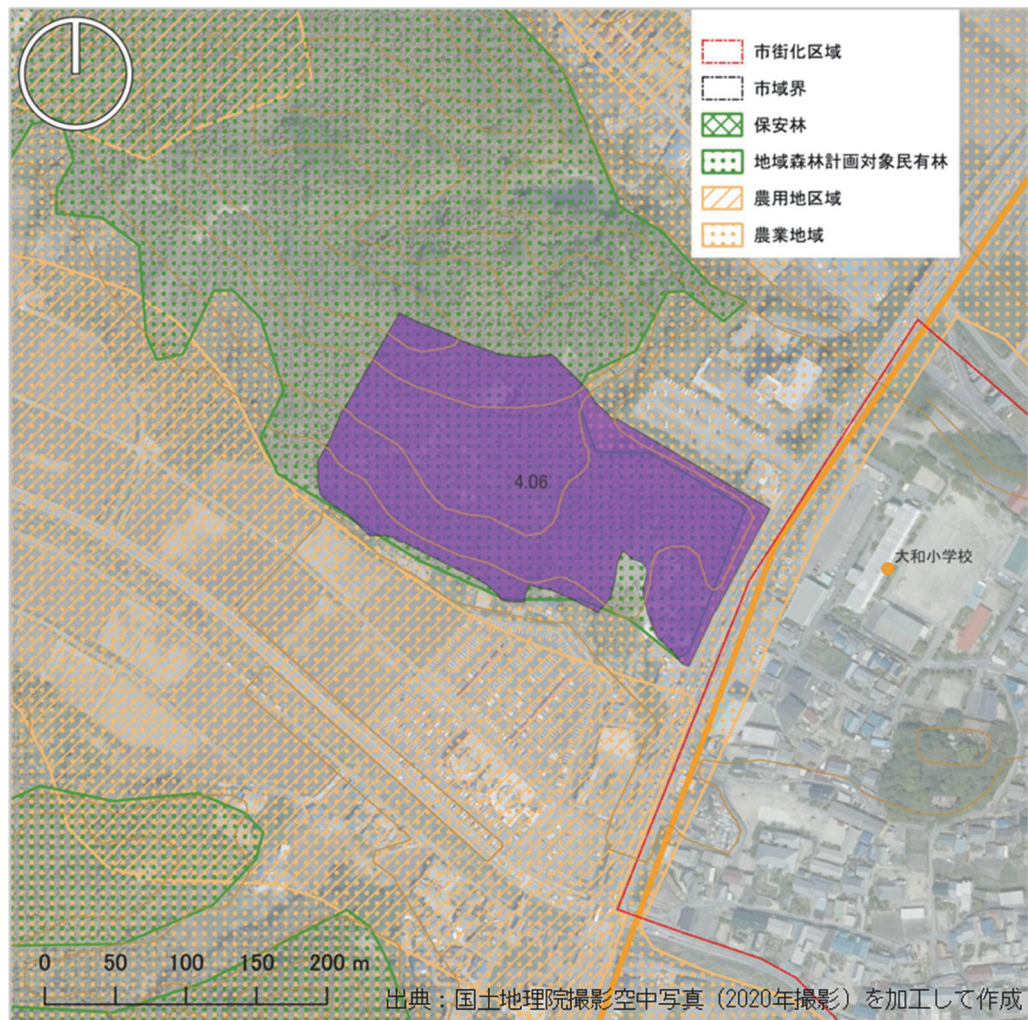 市街化区域
市域界
保安林
地域森林計画対象民有林
農用地区域
農業地域
4.06
大和小学校
0 50 100 150 200 m
出典：国土地理院撮影空中写真（2020年撮影）を加工して作成